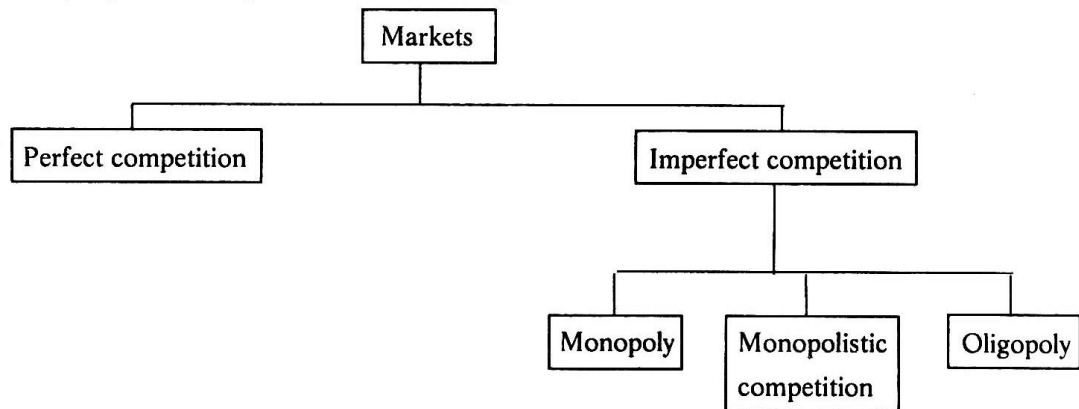 Markets
Perfect competition
Imperfect competition
Monopoly
Monopolistic
competition
Oligopoly